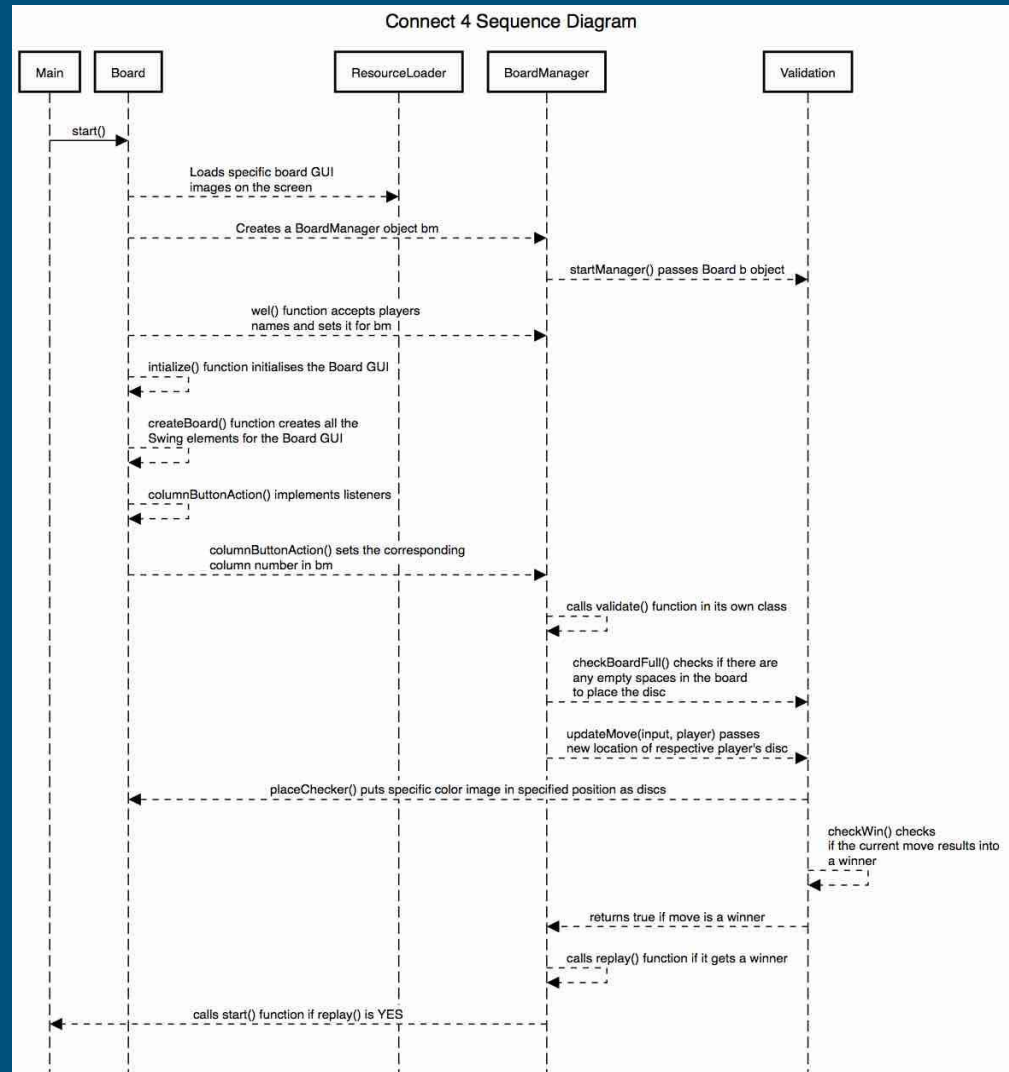 Connect 4 Sequence Diagram
Main
Board
ResourceLoader
BoardManager
Validation
start()
Loads specific board GUI
images on the screen
Creates a BoardManager object bm
startManager() passes Board b object
wel() function accepts players
names and sets it for bm
intialize() function initialises the Board GUI
createBoard() function creates all the
Swing elements for the Board GUI
columnButtonAction() implements listeners
columnButtonAction() sets the corresponding
column number in bm
calls validate() function in its own class
checkBoardFull() checks if there are
any empty spaces in the board
to place the disc
updateMove(input, player) passes
new location of respective player's disc
placeChecker() puts specific color image in specified position as discs
checkWin() checks
if the current move results into
a winner
returns true if move is a winner
calls replay() function if it gets a winner
calls start() function if replay() is YES